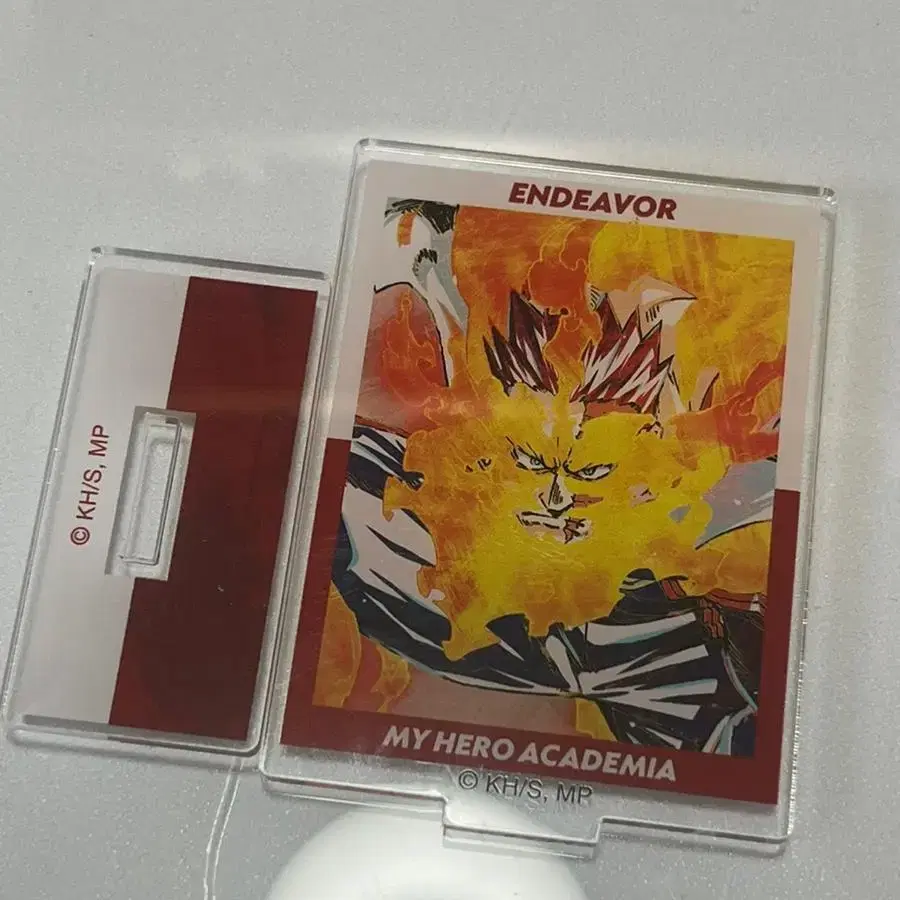 ENDEAVOR
MY HERO ACADEMIA
© KH/S, MP
© KH/S, MP